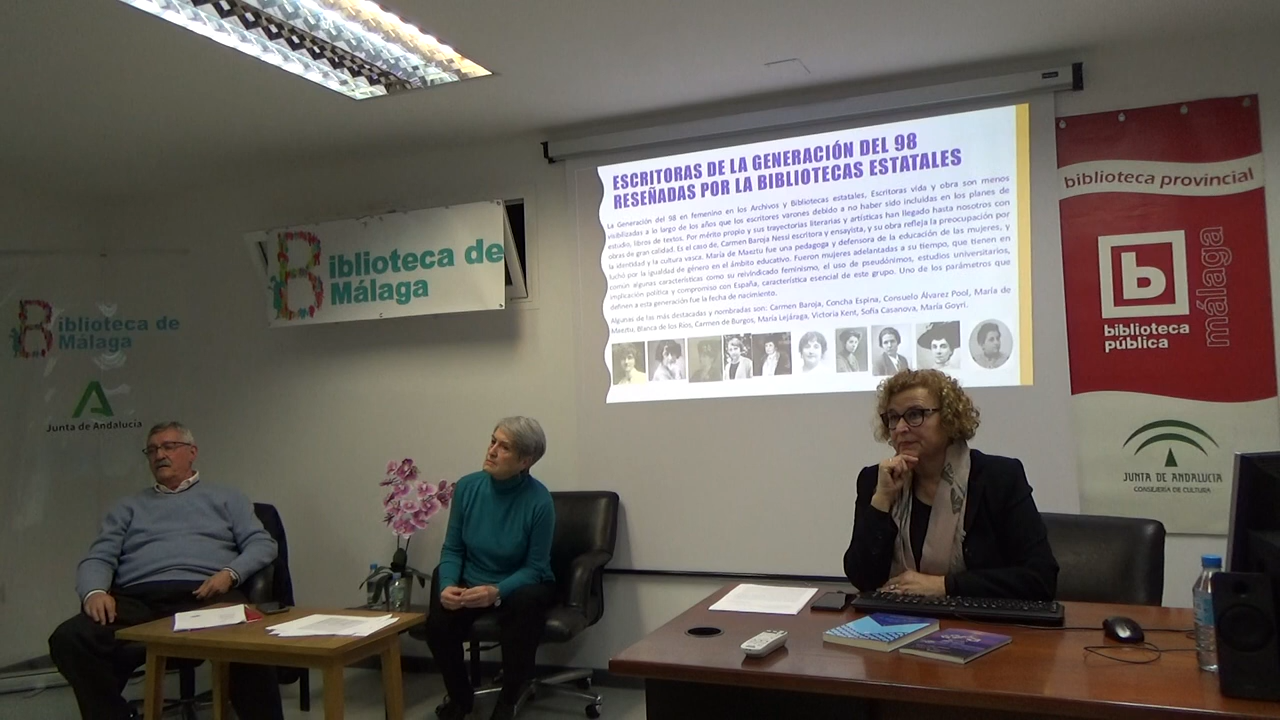 ESCRITORAS DE LA GENERACIÓN DEL 98
RESEÑADAS POR LA BIBLIOTECAS ESTATALES
La Generación del 98 en femenino en los Archivos y Bibliotecas estatales, Escritoras vida y obra son menos
visibilizadas a lo largo de los años que los escritores varones debido a no haber sido incluidas en los planes de
estudio, libros de textos. Por mérito propio y sus trayectorias literarias y artísticas han llegado hasta nosotros con
obras de gran calidad. Es el caso de, Carmen Baroja Nessi escritora y ensayista, y su obra refleja la preocupación por
la identidad y la cultura vasca. María de Maeztu fue una pedagoga y defensora de la educación de las mujeres, y
luchó por la igualdad de género en el ámbito educativo. Fueron mujeres adelantadas a su tiempo, que tienen en
común algunas características como su reivindicado feminismo, el uso de pseudónimos, estudios universitarios,
implicación política y compromiso con España, característica esencial de este grupo. Uno de los parámetros que
definen a esta generación fue la fecha de nacimiento.
Algunas de las más destacadas y nombradas son: Carmen Baroja, Concha Espina, Consuelo Álvarez Pool, María de
Maeztu, Blanca de los Ríos, Carmen de Burgos, María Lejárraga, Victoria Kent, Sofía Casanova, María Goyri.
Biblioteca de
Málaga
Biblioteca de
Málaga
Junta de Andalucía
biblioteca provincial
b
málaga
biblioteca
pública
JUNTA DE ANDALUCIA
CONSEJERÍA DE CULTURA